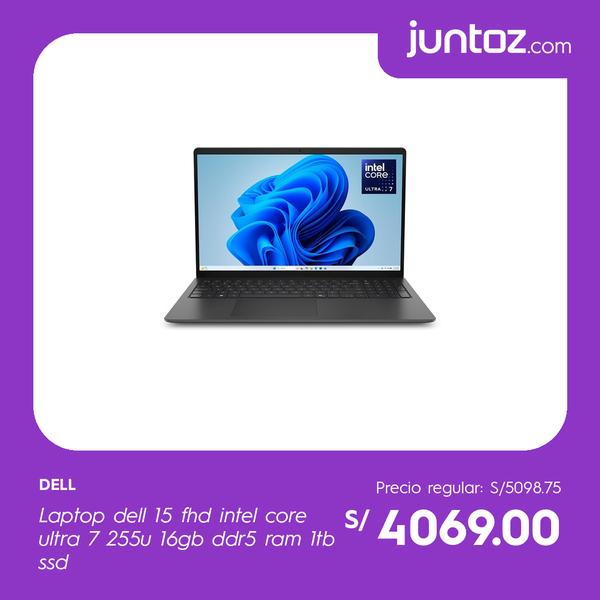 juntoz.com
intel
CORE
ULTRA 7
DELL
Laptop dell 15 fhd intel core
ultra 7 255u 16gb ddr5 ram 1tb
ssd
Precio regular: S/5098.75
S/ 4069.00